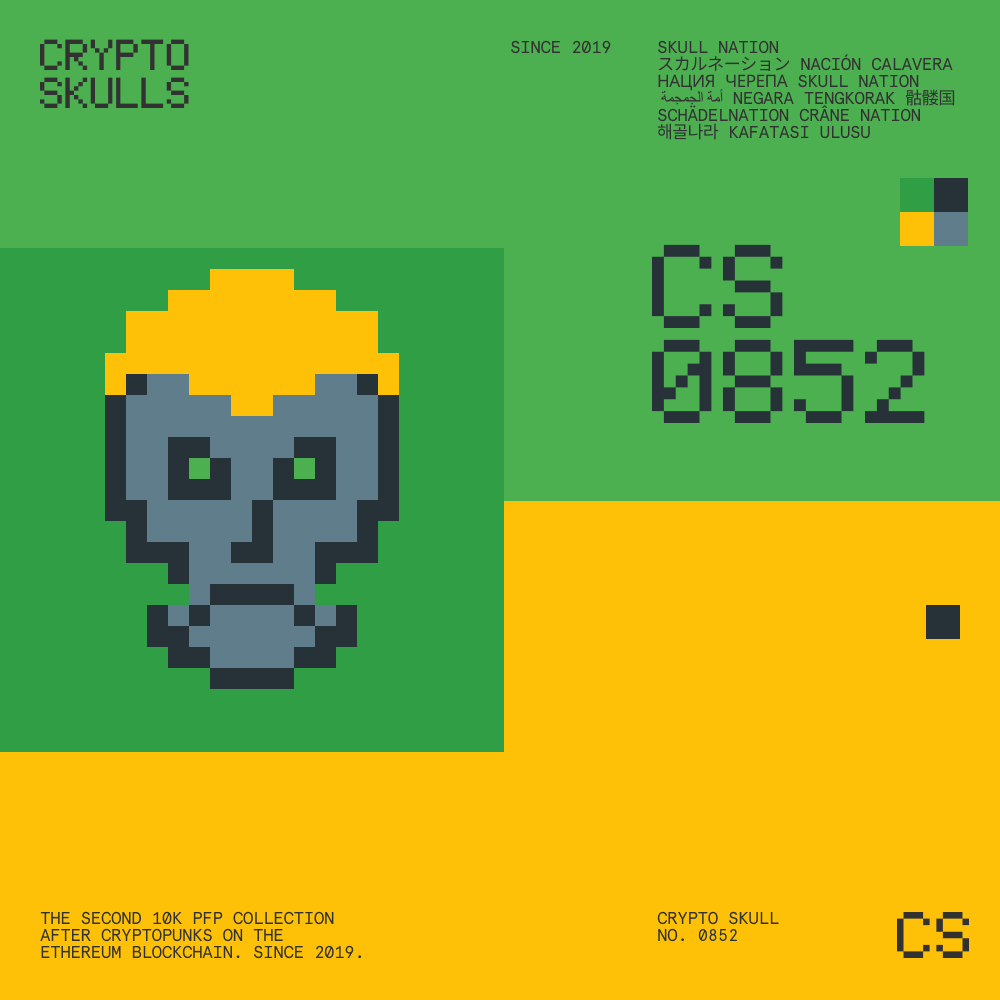 CRYPTO
SKULLS
SINCE 2019
SKULL NATION
スカルネーション NACIÓN CALAVERA
НАЦИЯ ЧЕРЕПА SKULL NATION
أمة الجمجمة NEGARA TENGKORAK 骷髅国
SCHÄDELNATION CRÂNE NATION
해골나라 KAFATASI ULUSU
CS
0852
THE SECOND 10K PFP COLLECTION
AFTER CRYPTOPUNKS ON THE
ETHEREUM BLOCKCHAIN. SINCE 2019.
CRYPTO SKULL
NO. 0852
CS